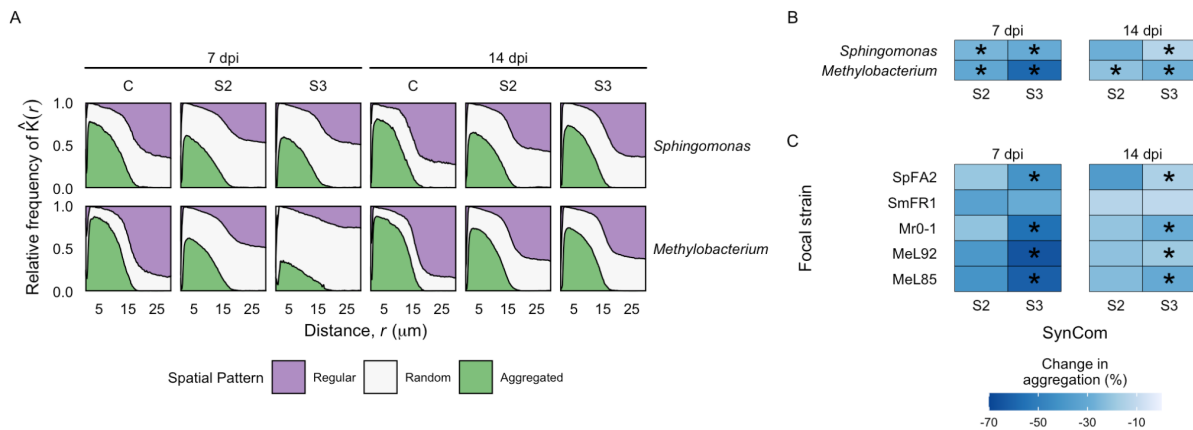 A
7 dpi
14 dpi
C
S2
S3
C
S2
S3
Relative frequency of K̂(r)
1.0
0.5
0.0
Sphingomonas
1.0
0.5
0.0
Methylobacterium
5 15 25
5 15 25
5 15 25
5 15 25
5 15 25
5 15 25
Distance, r (μm)
Spatial Pattern
Regular
Random
Aggregated
B
7 dpi
14 dpi
Sphingomonas
* * *
Methylobacterium
* * * *
S2 S3
S2 S3
C
7 dpi
14 dpi
Focal strain
SpFA2
* *
SmFR1
Mr0-1
* *
MeL92
* *
MeL85
* *
S2 S3
S2 S3
SynCom
Change in
aggregation (%)
-70 -50 -30 -10